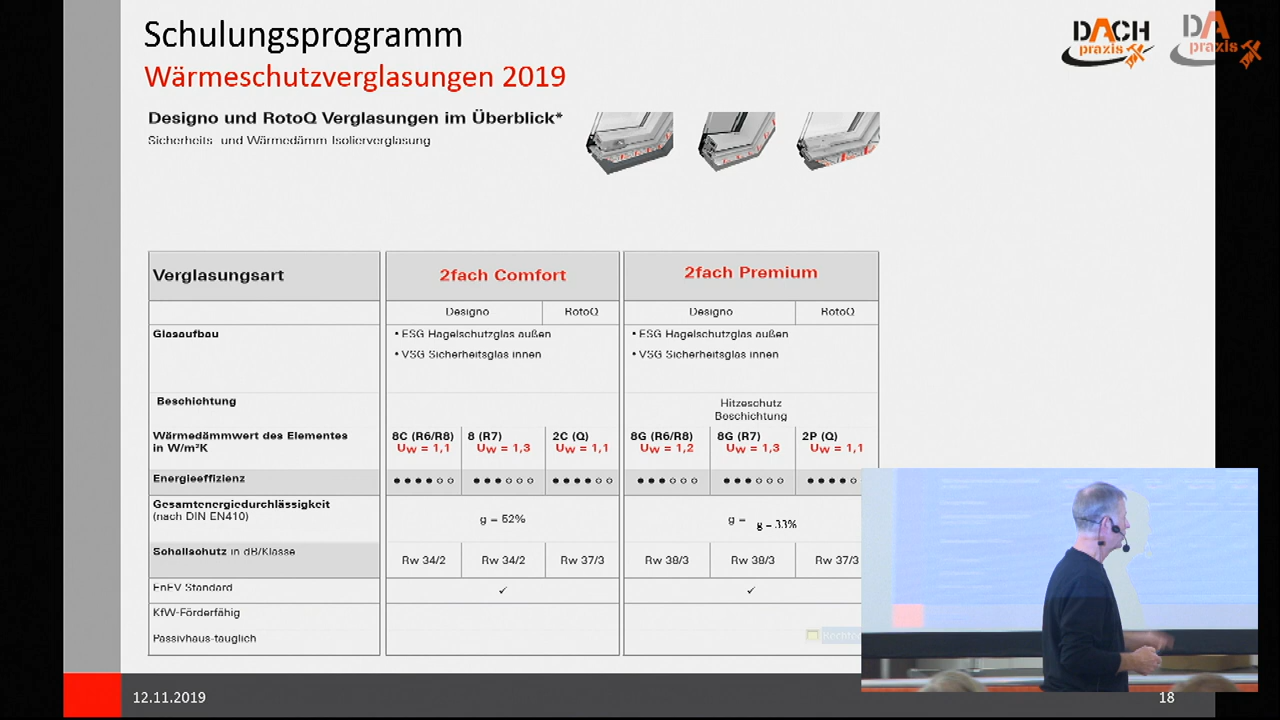 Schulungsprogramm
Wärmeschutzverglasungen 2019
DACH
praxis
DA
praxis
Designo und RotoQ Verglasungen im Überblick*
Sicherheits- und Wärmedämm Isolierverglasung
Verglasungsart 2fach Comfort 2fach Premium
Designo RotoQ Designo RotoQ
Glasaufbau • ESG Hagelschutzglas außen • ESG Hagelschutzglas außen
• VSG Sicherheitsglas innen • VSG Sicherheitsglas innen
Beschichtung Hitzeschutz
Beschichtung
Wärmedämmwert des Elementes 8C (R6/R8) 8 (R7) 2C (Q) 8G (R6/R8) 8G (R7) 2P (Q)
in W/m²K Uw = 1,1 Uw = 1,3 Uw = 1,1 Uw = 1,2 Uw = 1,3 Uw = 1,1
Energieeffizienz ●●●●○○ ●●●○○○ ●●●●○○ ●●●○○○ ●●●○○○ ●●●●○
Gesamtenergiedurchlässigkeit
(nach DIN EN410) g = 52% g = g = 33%
Schallschutz in dB/Klasse Rw 34/2 Rw 34/2 Rw 37/3 Rw 38/3 Rw 38/3 Rw 37/3
EnEV Standard ✓ ✓
KfW-Förderfähig
Passivhaus-tauglich
12.11.2019 18